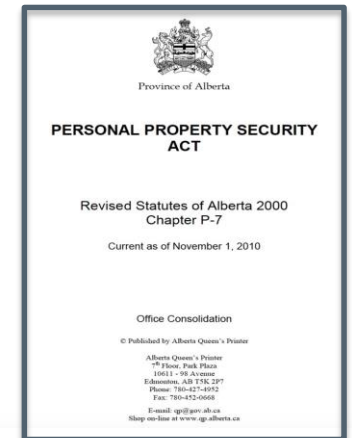 Province of Alberta
PERSONAL PROPERTY SECURITY
ACT
Revised Statutes of Alberta 2000
Chapter P-7
Current as of November 1, 2010
Office Consolidation
© Published by Alberta Queen's Printer
Alberta Queen's Printer
7th Floor, Park Plaza
10611 - 98 Avenue
Edmonton, AB T5K 2P7
Phone: 780-427-4952
Fax: 780-452-0668
E-mail: qp@gov.ab.ca
Shop on-line at www.qp.alberta.ca